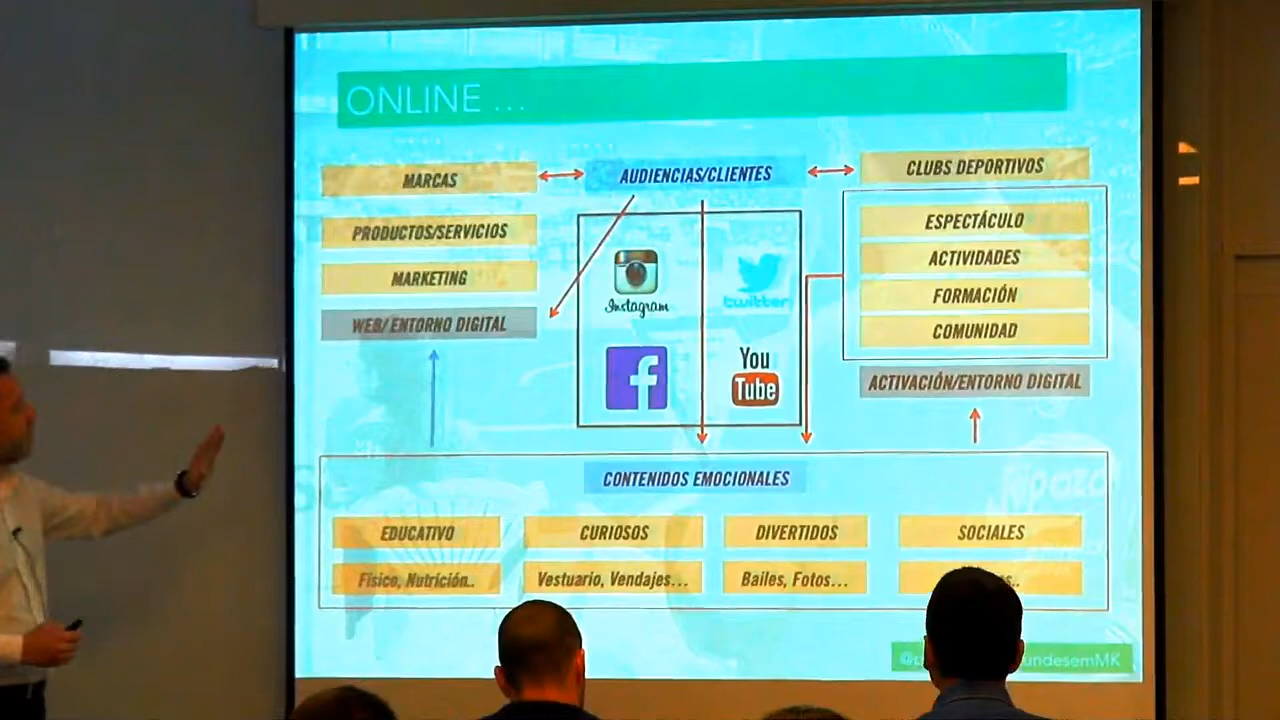 ONLINE ...
MARCAS
AUDIENCIAS/CLIENTES
CLUBS DEPORTIVOS
PRODUCTOS/SERVICIOS
MARKETING
WEB/ ENTORNO DIGITAL
Instagram
twitter
You
Tube
ESPECTÁCULO
ACTIVIDADES
FORMACIÓN
COMUNIDAD
ACTIVACIÓN/ENTORNO DIGITAL
CONTENIDOS EMOCIONALES
EDUCATIVO
CURIOSOS
DIVERTIDOS
SOCIALES
Físico, Nutrición..
Vestuario, Vendajes...
Bailes, Fotos...